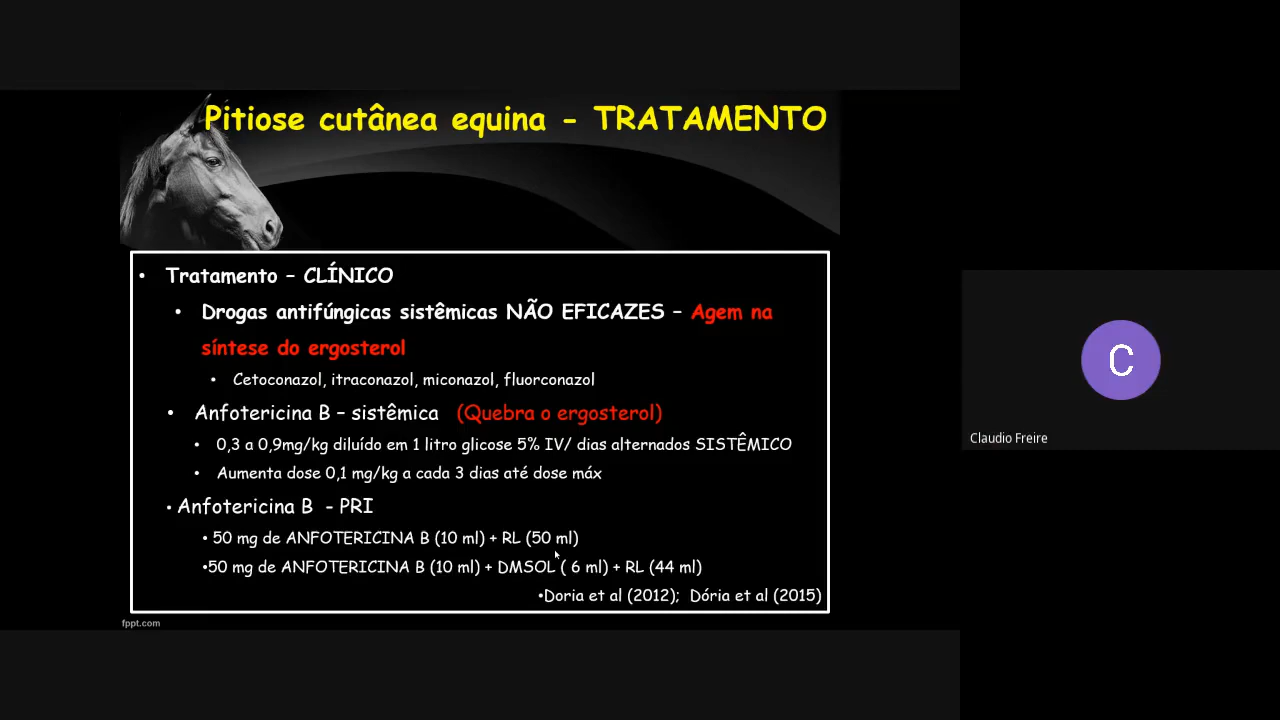 Pitiose cutânea equina - TRATAMENTO
• Tratamento – CLÍNICO
• Drogas antifúngicas sistêmicas NÃO EFICAZES – Agem na
síntese do ergosterol
• Cetoconazol, itraconazol, miconazol, fluorconazol
• Anfotericina B – sistêmica (Quebra o ergosterol)
• 0,3 a 0,9mg/kg diluído em 1 litro glicose 5% IV/ dias alternados SISTÊMICO
• Aumenta dose 0,1 mg/kg a cada 3 dias até dose máx
• Anfotericina B - PRI
• 50 mg de ANFOTERICINA B (10 ml) + RL (50 ml)
•50 mg de ANFOTERICINA B (10 ml) + DMSOL ( 6 ml) + RL (44 ml)
•Doria et al (2012); Dória et al (2015)
fppt.com
C
Claudio Freire